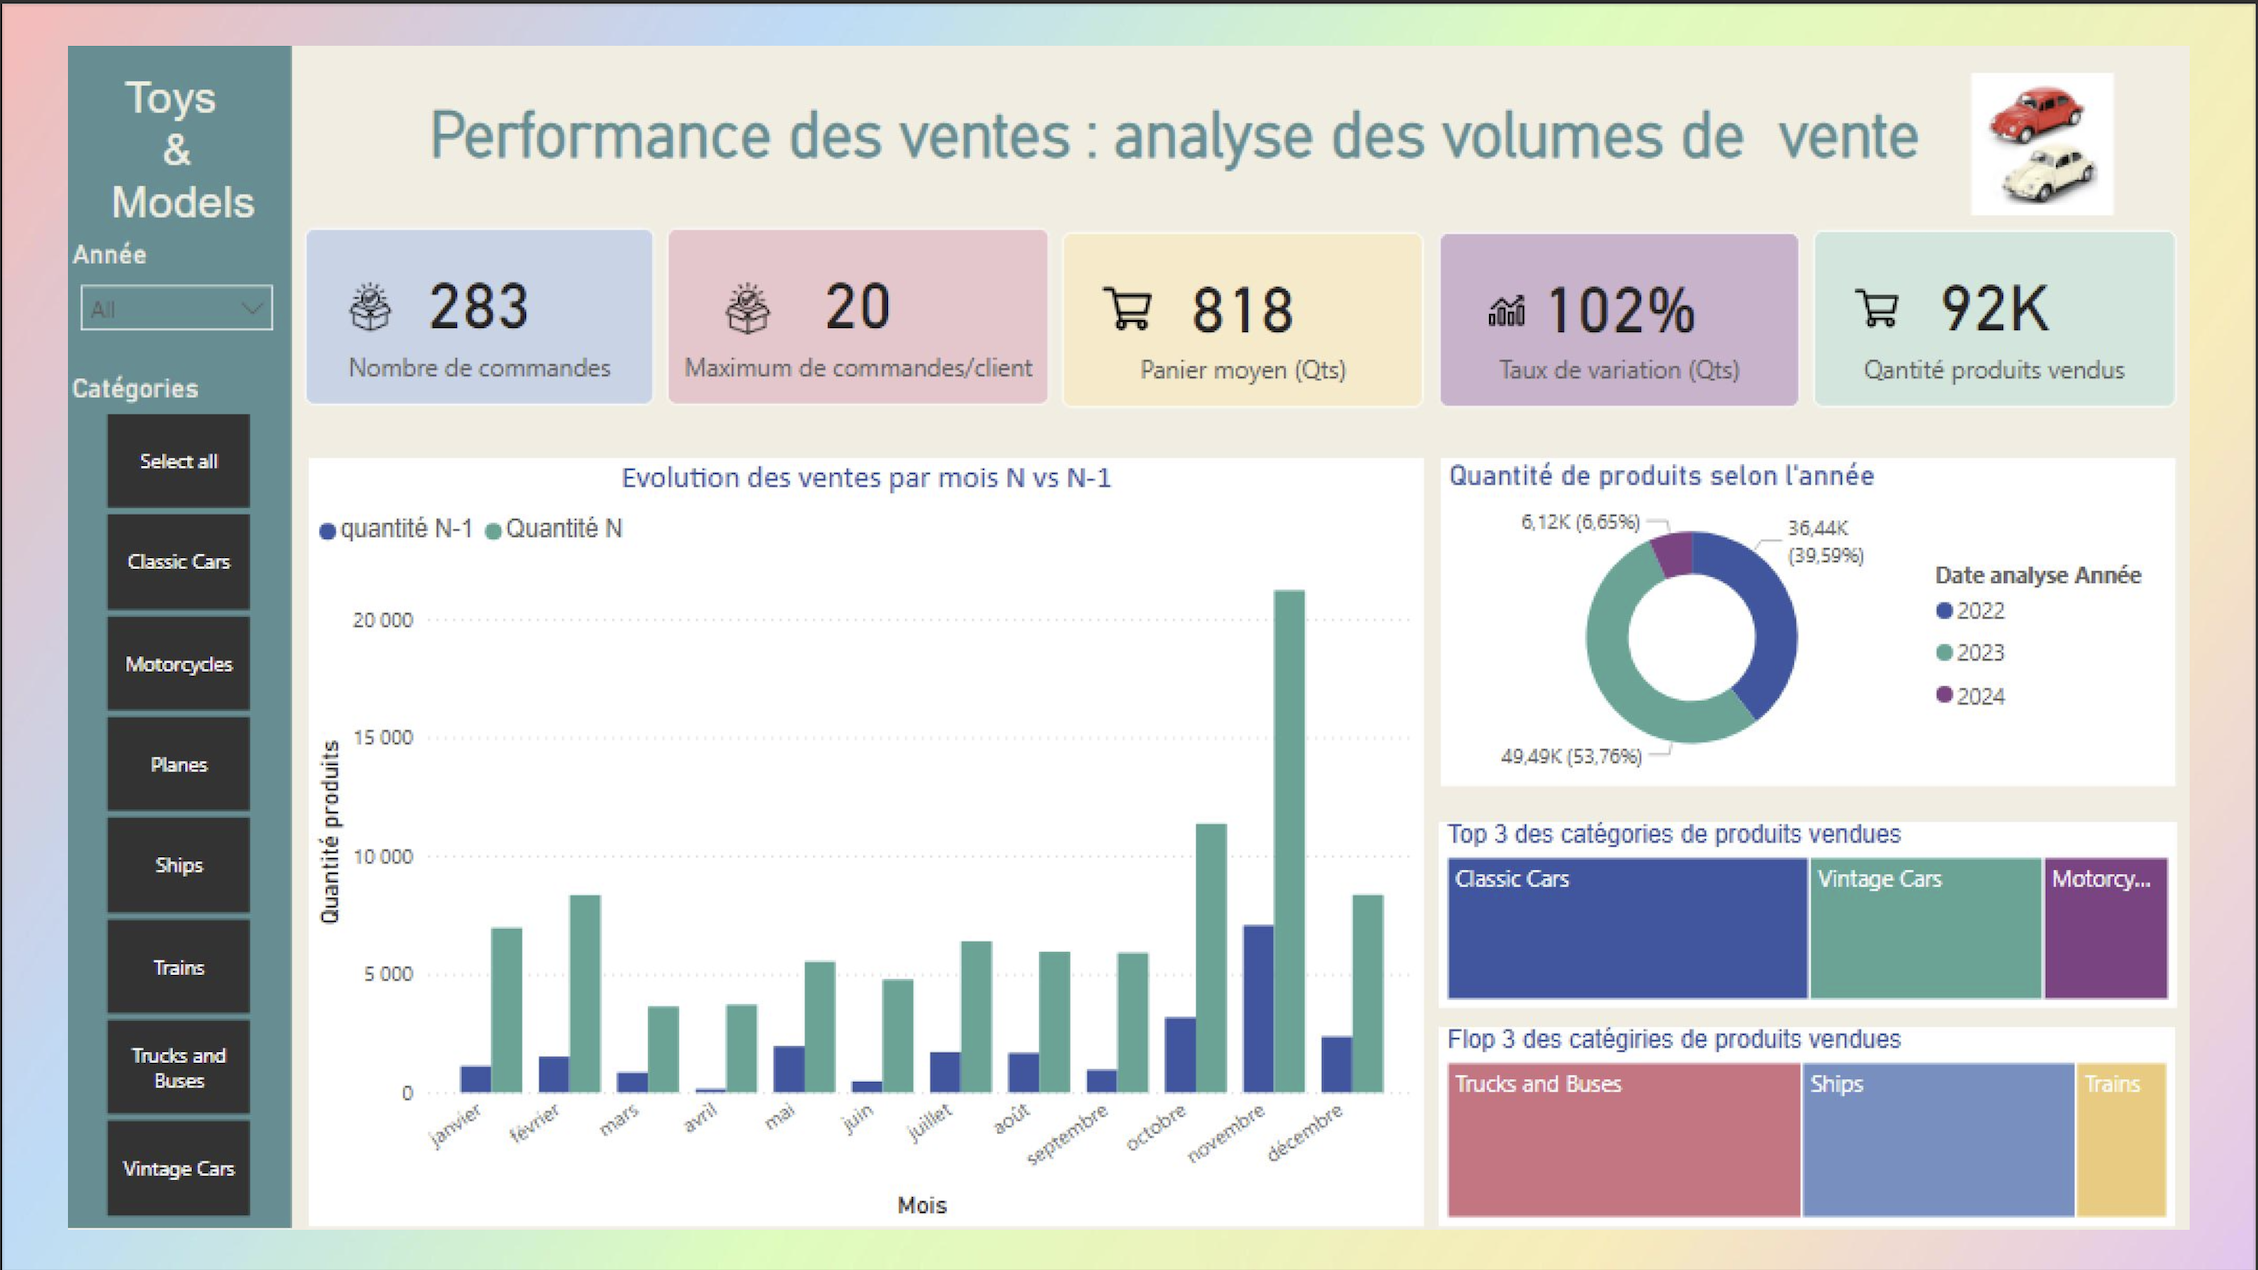 Toys
&
Models
Année
All
Catégories
Select all
Classic Cars
Motorcycles
Planes
Ships
Trains
Trucks and
Buses
Vintage Cars
Performance des ventes : analyse des volumes de vente
283
Nombre de commandes
20
Maximum de commandes/client
818
Panier moyen (Qts)
102%
Taux de variation (Qts)
92K
Qantité produits vendus
Evolution des ventes par mois N vs N-1
quantité N-1
Quantité N
Quantité produits
20 000
15 000
10 000
5 000
0
janvier
février
mars
avril
mai
juin
juillet
août
septembre
octobre
novembre
décembre
Mois
Quantité de produits selon l'année
6,12K (6,65%)
36,44K
(39,59%)
49,49K (53,76%)
Date analyse Année
2022
2023
2024
Top 3 des catégories de produits vendues
Classic Cars
Vintage Cars
Motorcy...
Flop 3 des catégiries de produits vendues
Trucks and Buses
Ships
Trains